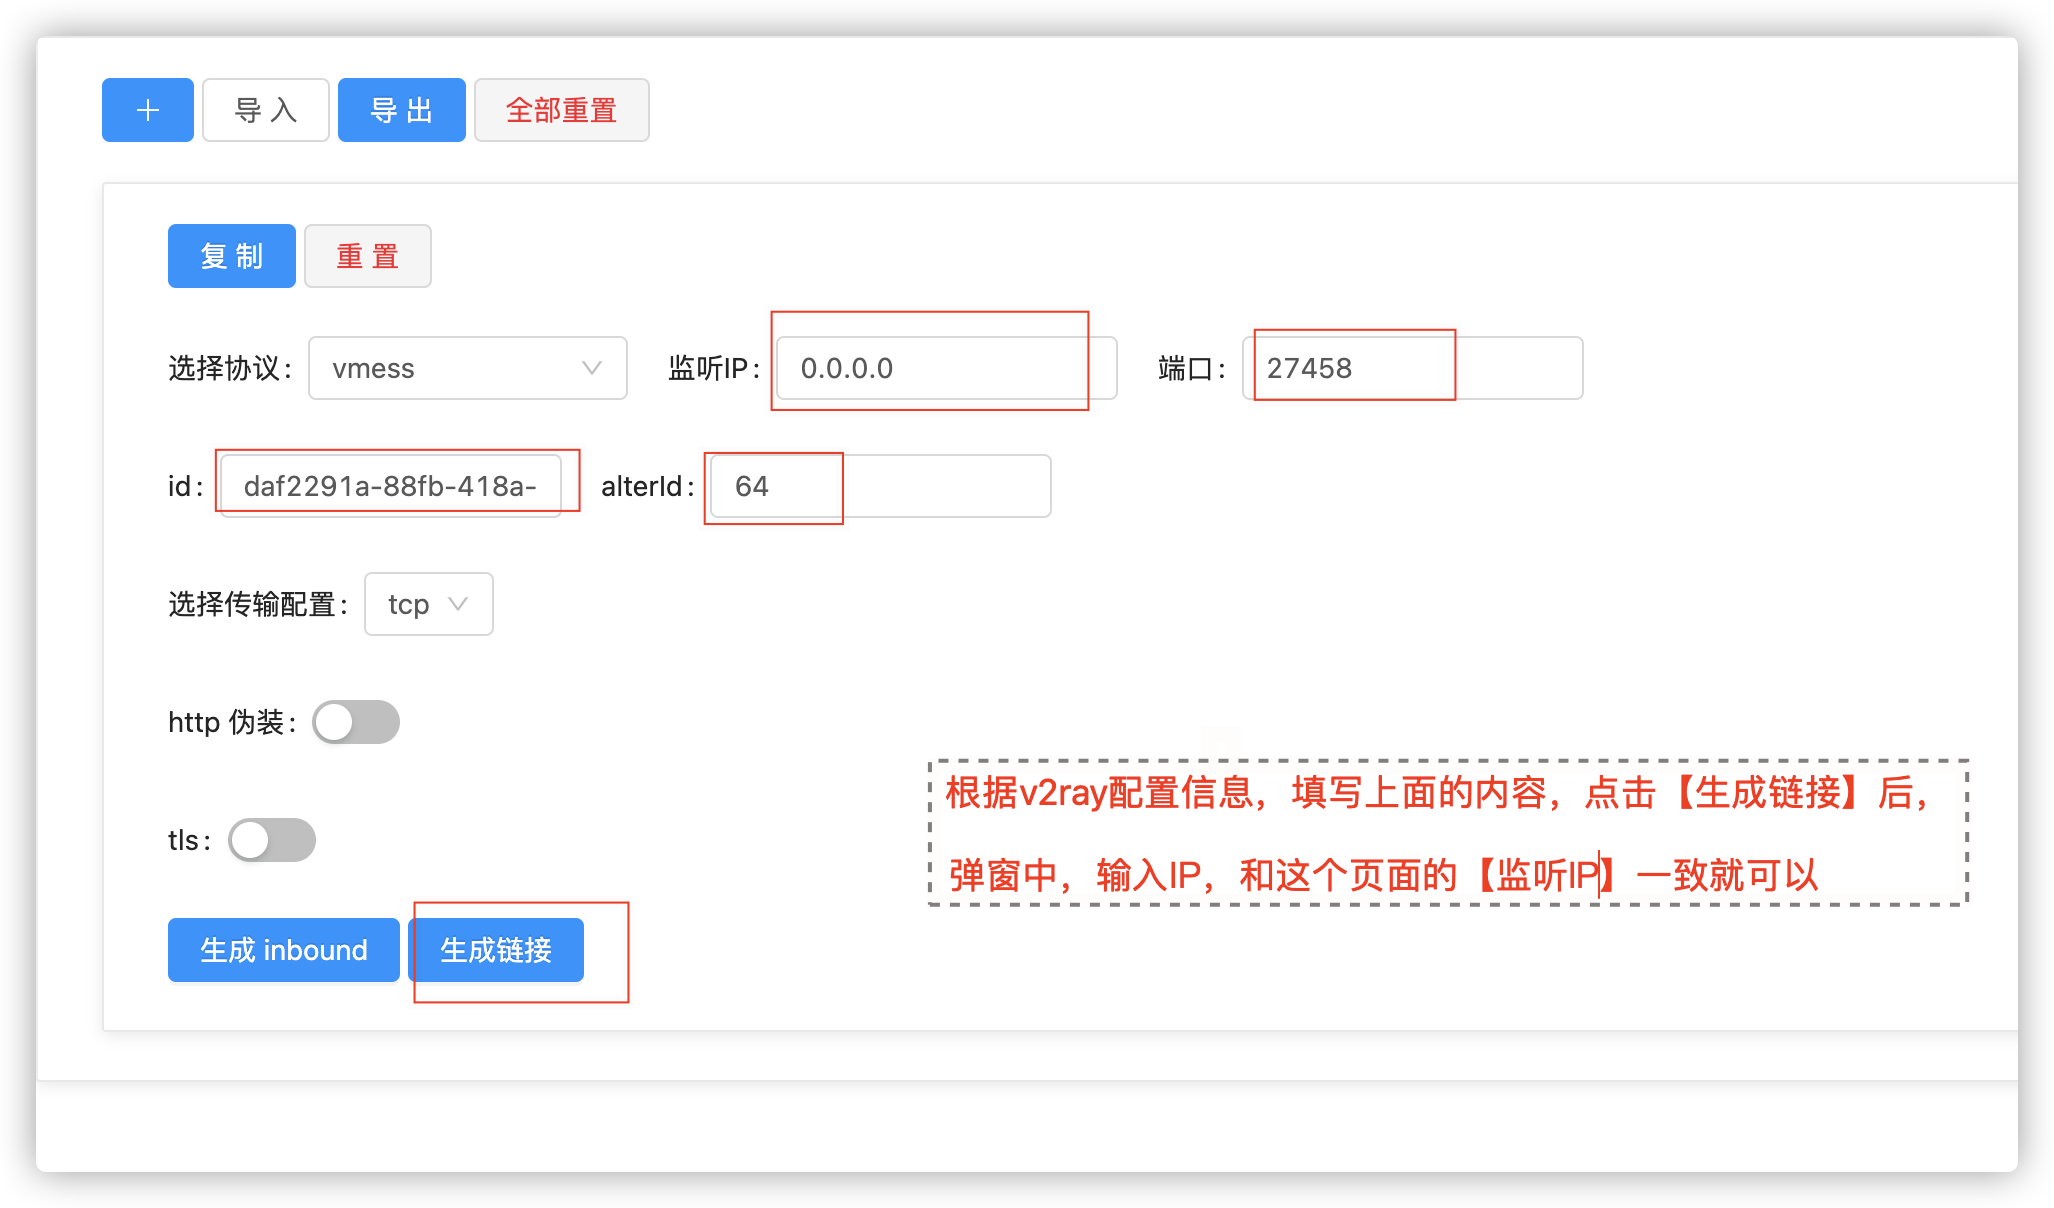 + 导 入 导 出 全部重置
复 制 重 置
选择协议: vmess 监听IP: 0.0.0.0 端口: 27458
id: daf2291a-88fb-418a- alterId: 64
选择传输配置: tcp
http 伪装:
tls:
根据v2ray配置信息，填写上面的内容，点击【生成链接】后，
弹窗中，输入IP，和这个页面的【监听IP】一致就可以
生成 inbound 生成链接